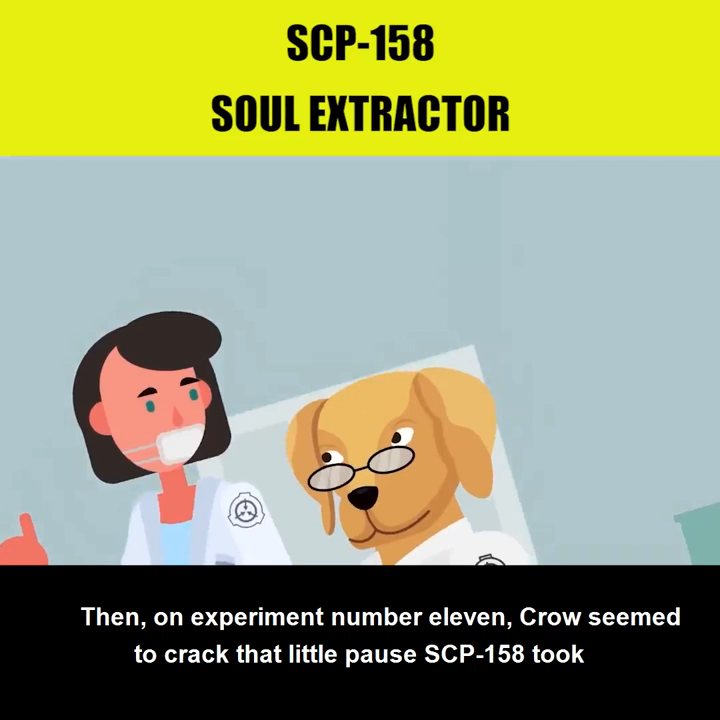 SCP-158
SOUL EXTRACTOR
Then, on experiment number eleven, Crow seemed
to crack that little pause SCP-158 took